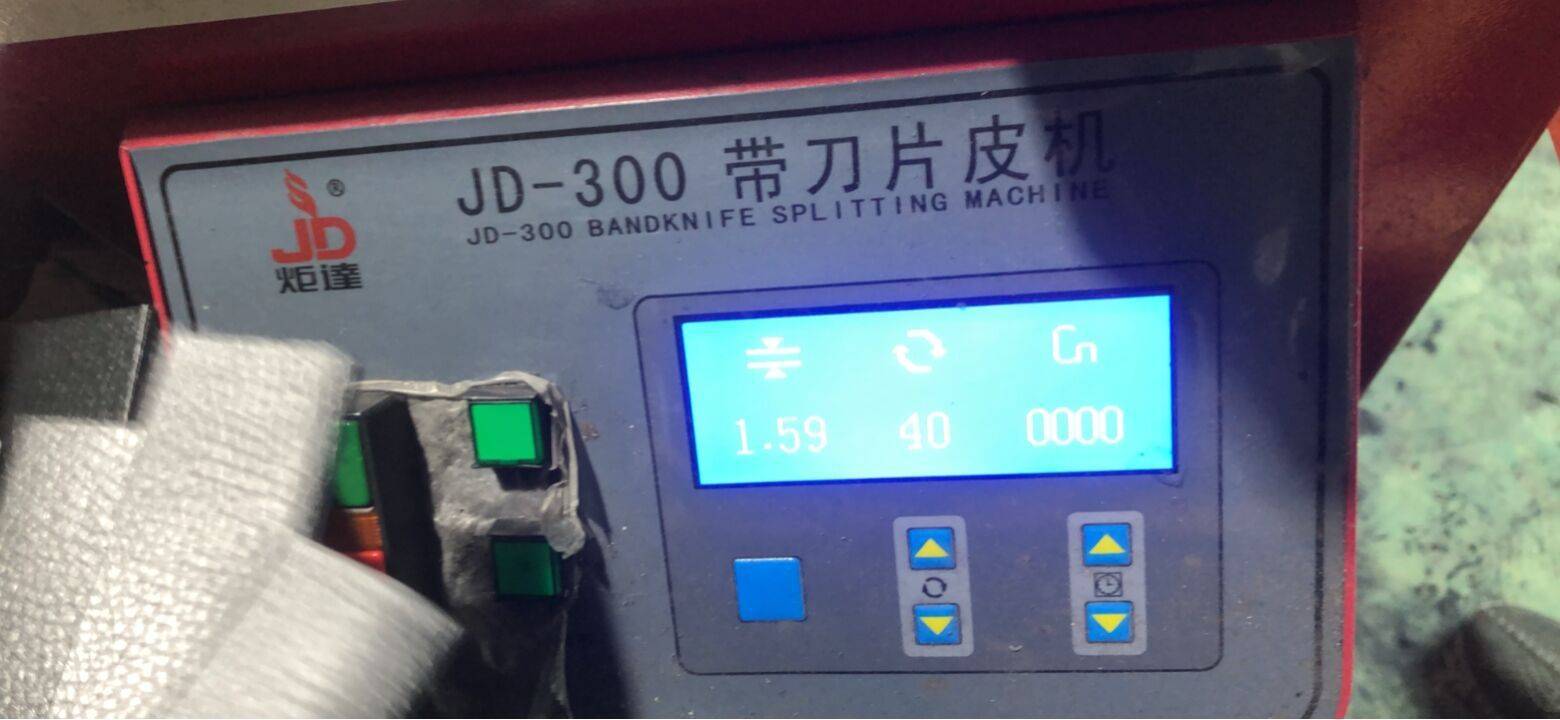 JD-300 带刀片皮机
JD-300 BANDKNIFE SPLITTING MACHINE
®
JD
炬達
Cn
1.59 40 0000